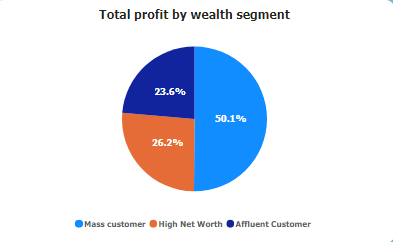 Total profit by wealth segment
23.6%
50.1%
26.2%
Mass customer High Net Worth Affluent Customer